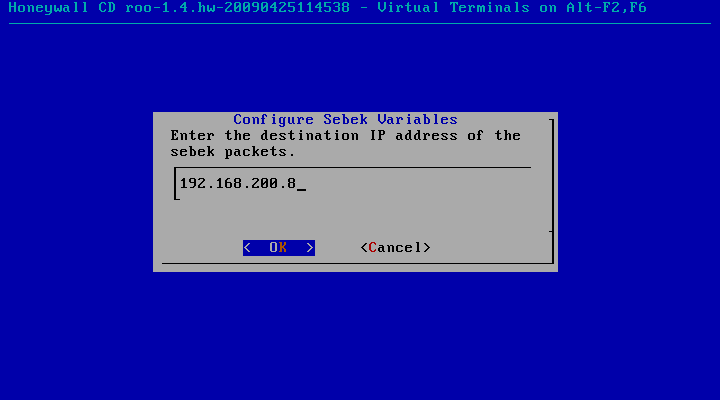 Honeywall CD roo-1.4.hw-20090425114538 - Virtual Terminals on Alt-F2,F6
Configure Sebek Variables
Enter the destination IP address of the
sebek packets.
192.168.200.8_
<  OK  > <Cancel>